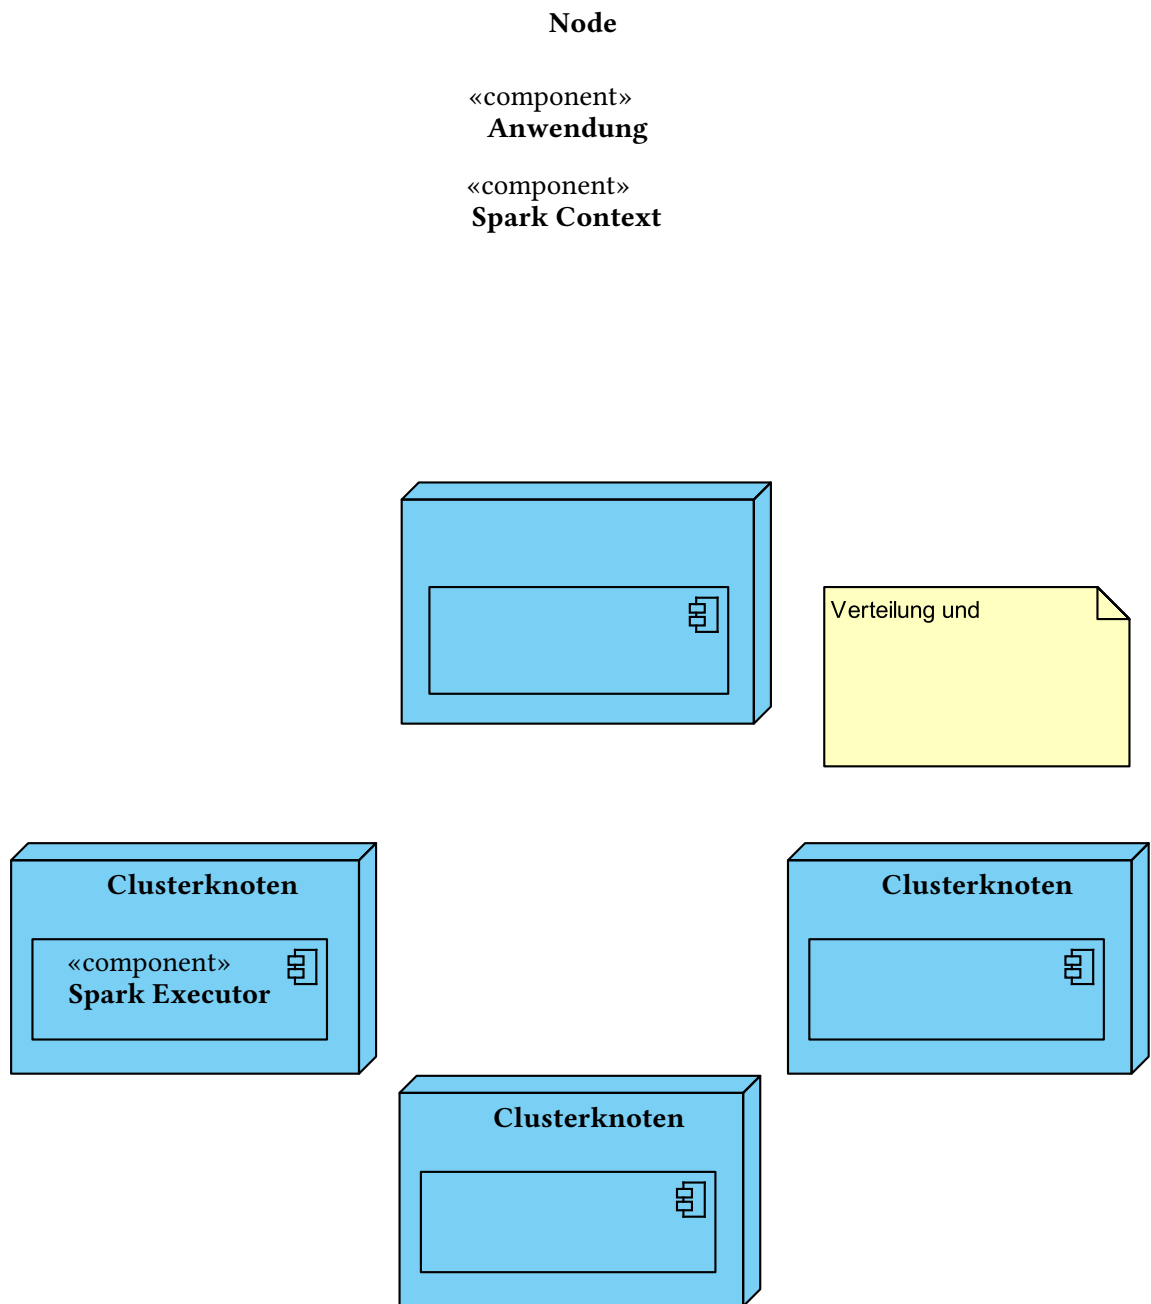 Node
«component»
Anwendung
«component»
Spark Context
Verteilung und
Clusterknoten
«component»
Spark Executor
Clusterknoten
Clusterknoten